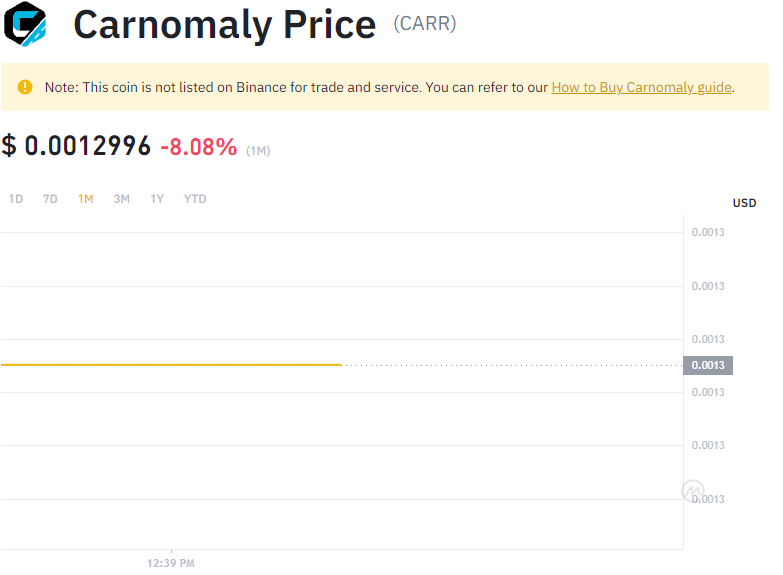 Carnomaly Price (CARR)
Note: This coin is not listed on Binance for trade and service. You can refer to our How to Buy Carnomaly guide.
$ 0.0012996 -8.08% (1M)
1D 7D 1M 3M 1Y YTD
USD
0.0013
0.0013
0.0013
0.0013
0.0013
0.0013
0.0013
12:39 PM